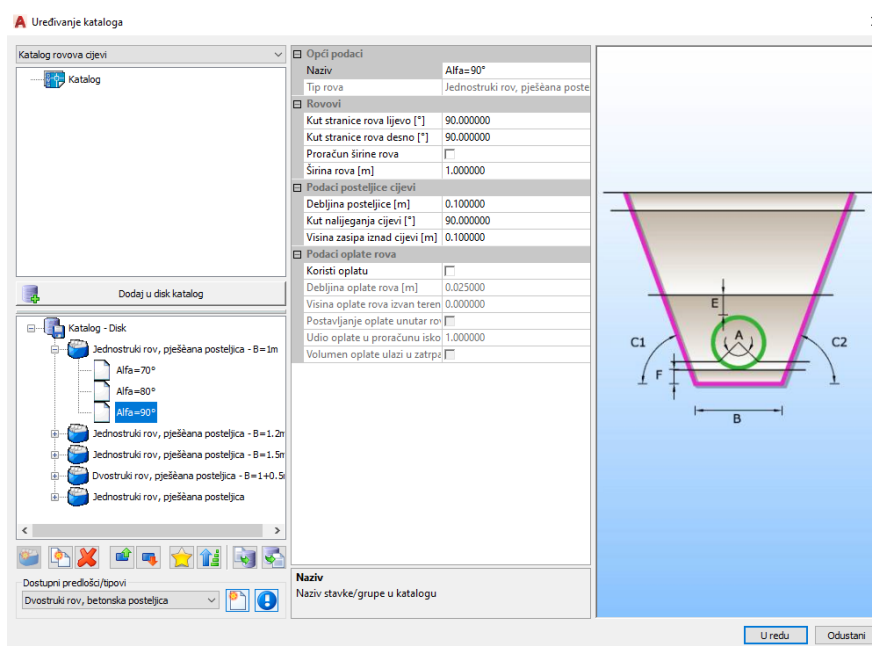 Uređivanje kataloga
Katalog rovova cijevi
Katalog
Dodaj u disk katalog
Katalog - Disk
Jednostruki rov, pješèana posteljica - B=1m
Alfa=70°
Alfa=80°
Alfa=90°
Jednostruki rov, pješèana posteljica - B=1.2m
Jednostruki rov, pješèana posteljica - B=1.5m
Dvostruki rov, pješèana posteljica - B=1+0.5
Jednostruki rov, pješèana posteljica
Dostupni predlošci/tipovi
Dvostruki rov, betonska posteljica
Opći podaci
Naziv Alfa=90°
Tip rova Jednostruki rov, pješèana poste
Rovovi
Kut stranice rova lijevo [°] 90.000000
Kut stranice rova desno [°] 90.000000
Proračun širine rova
Širina rova [m] 1.000000
Podaci posteljice cijevi
Debljina posteljice [m] 0.100000
Kut nalijeganja cijevi [°] 90.000000
Visina zasipa iznad cijevi [m] 0.100000
Podaci oplate rova
Koristi oplatu
Debljina oplate rova [m] 0.025000
Visina oplate rova izvan teren 0.000000
Postavljanje oplate unutar rov
Udio oplate u proračunu isko 1.000000
Volumen oplate ulazi u zatrpa
Naziv
Naziv stavke/grupe u katalogu
E
C1 A C2
F
B
U redu Odustani